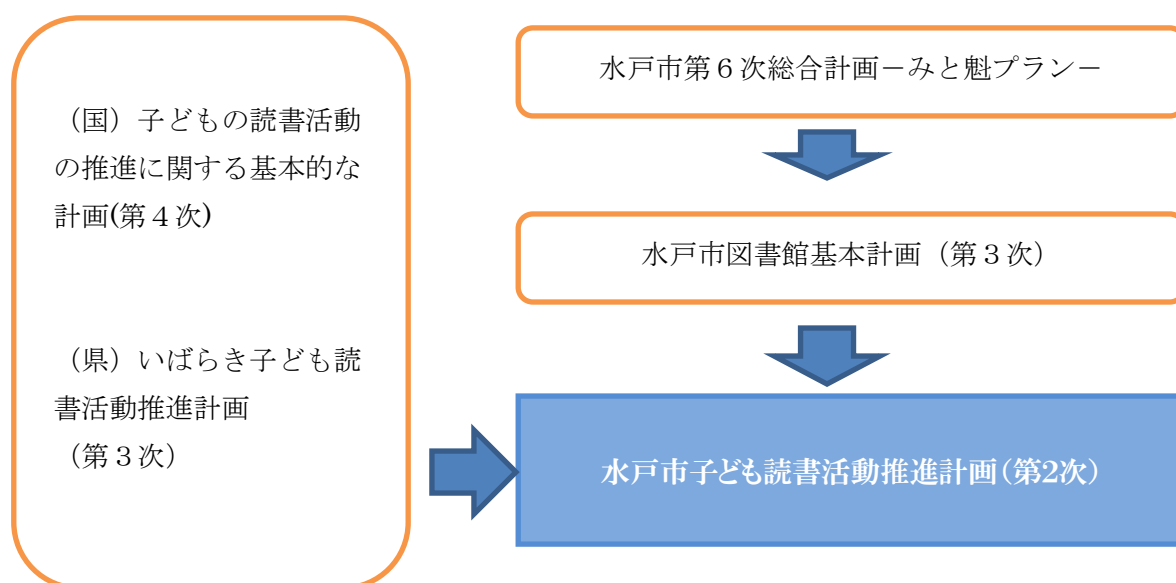 （国）子どもの読書活動
の推進に関する基本的な
計画(第４次)
（県）いばらき子ども読
書活動推進計画
（第３次）
水戸市第６次総合計画－みと魁プラン－
水戸市図書館基本計画（第３次）
水戸市子ども読書活動推進計画（第2次）